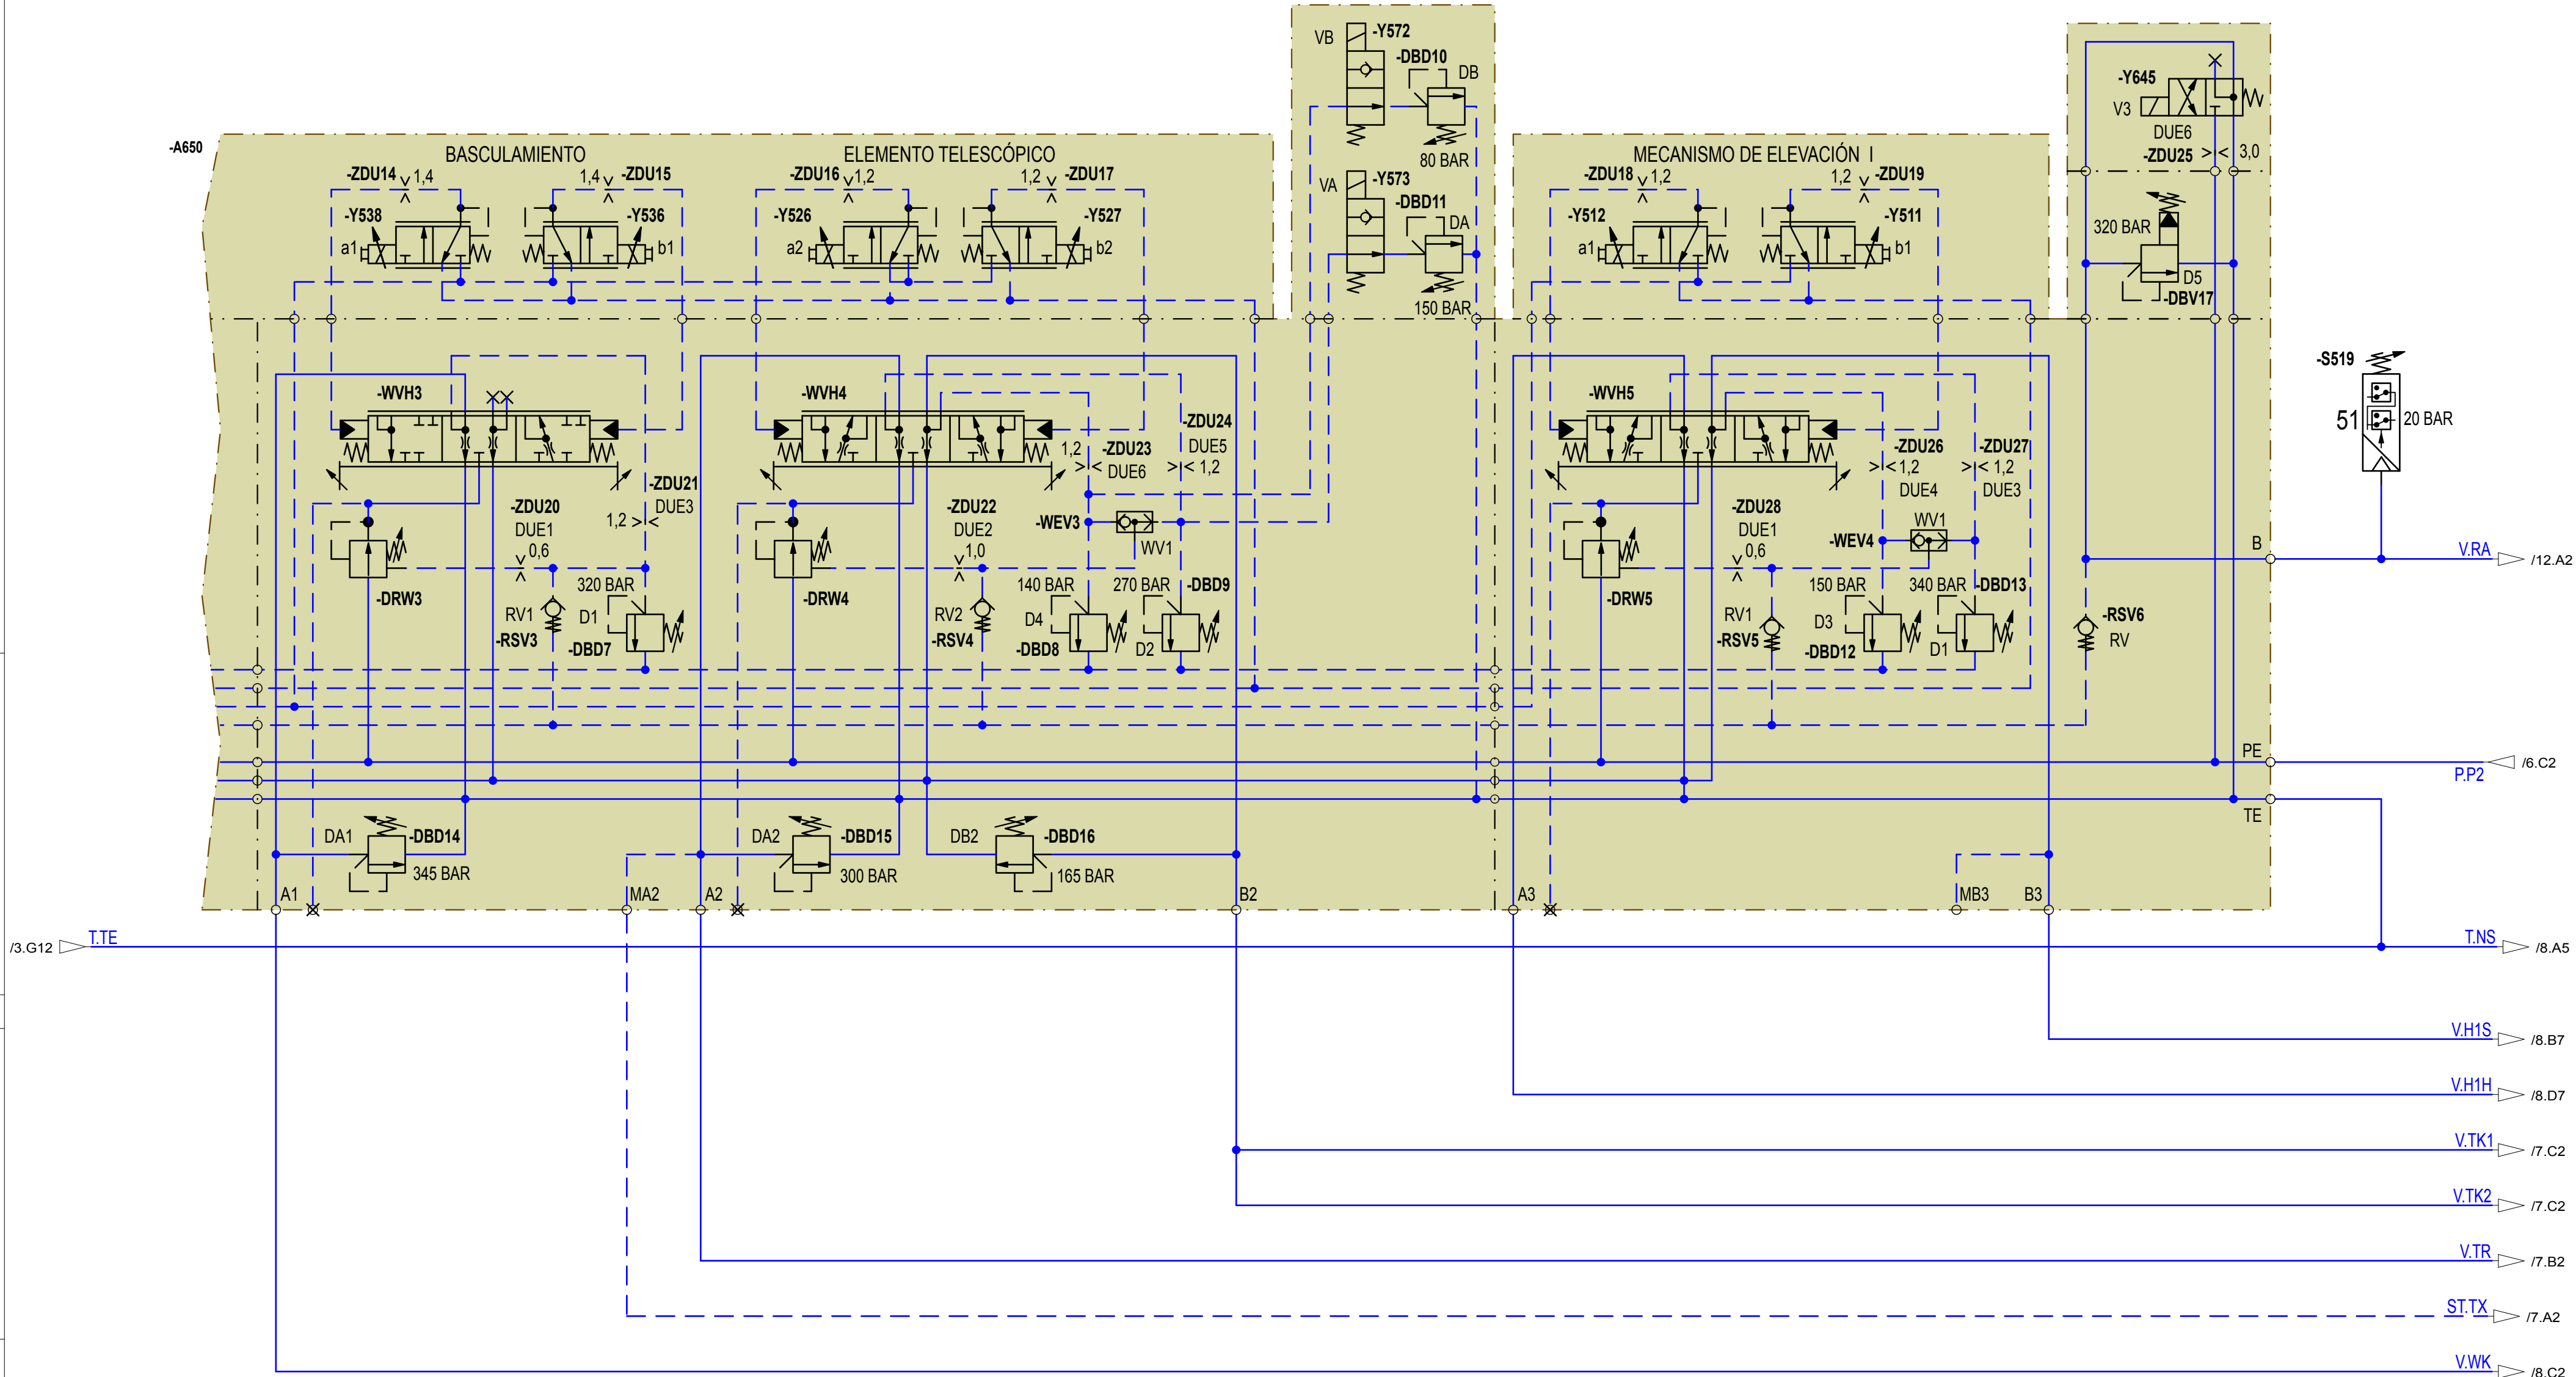 VB
-Y572
-DBD10
DB
80 BAR
VA
-Y573
-DBD11
DA
150 BAR
-Y645
V3
DUE6
-ZDU25
3,0
320 BAR
D5
-DBV17
-A650
BASCULAMIENTO
ELEMENTO TELESCÓPICO
MECANISMO DE ELEVACIÓN I
-ZDU14
1,4
1,4
-ZDU15
-ZDU16
1,2
1,2
-ZDU17
-ZDU18
1,2
1,2
-ZDU19
-Y538
a1
-Y536
b1
-Y526
a2
-Y527
b2
-Y512
a1
-Y511
b1
-S519
51
20 BAR
-WVH3
-WVH4
-WVH5
-ZDU21
DUE3
1,2
-ZDU20
DUE1
0,6
-DRW3
RV1
-RSV3
320 BAR
D1
-DBD7
1,2
-ZDU23
DUE6
-ZDU24
DUE5
1,2
-ZDU22
DUE2
1,0
-WEV3
WV1
-DRW4
RV2
-RSV4
140 BAR
D4
-DBD8
270 BAR
-DBD9
D2
-ZDU26
1,2
DUE4
-ZDU27
1,2
DUE3
-ZDU28
DUE1
0,6
-WEV4
WV1
-DRW5
RV1
-RSV5
150 BAR
D3
-DBD12
340 BAR
-DBD13
D1
-RSV6
RV
B
V.RA
/12.A2
PE
P.P2
/6.C2
TE
DA1
-DBD14
345 BAR
DA2
-DBD15
300 BAR
DB2
-DBD16
165 BAR
A1
MA2
A2
B2
A3
MB3
B3
/3.G12
T.TE
T.NS
/8.A5
V.H1S
/8.B7
V.H1H
/8.D7
V.TK1
/7.C2
V.TK2
/7.C2
V.TR
/7.B2
ST.TX
/7.A2
V.WK
/8.C2